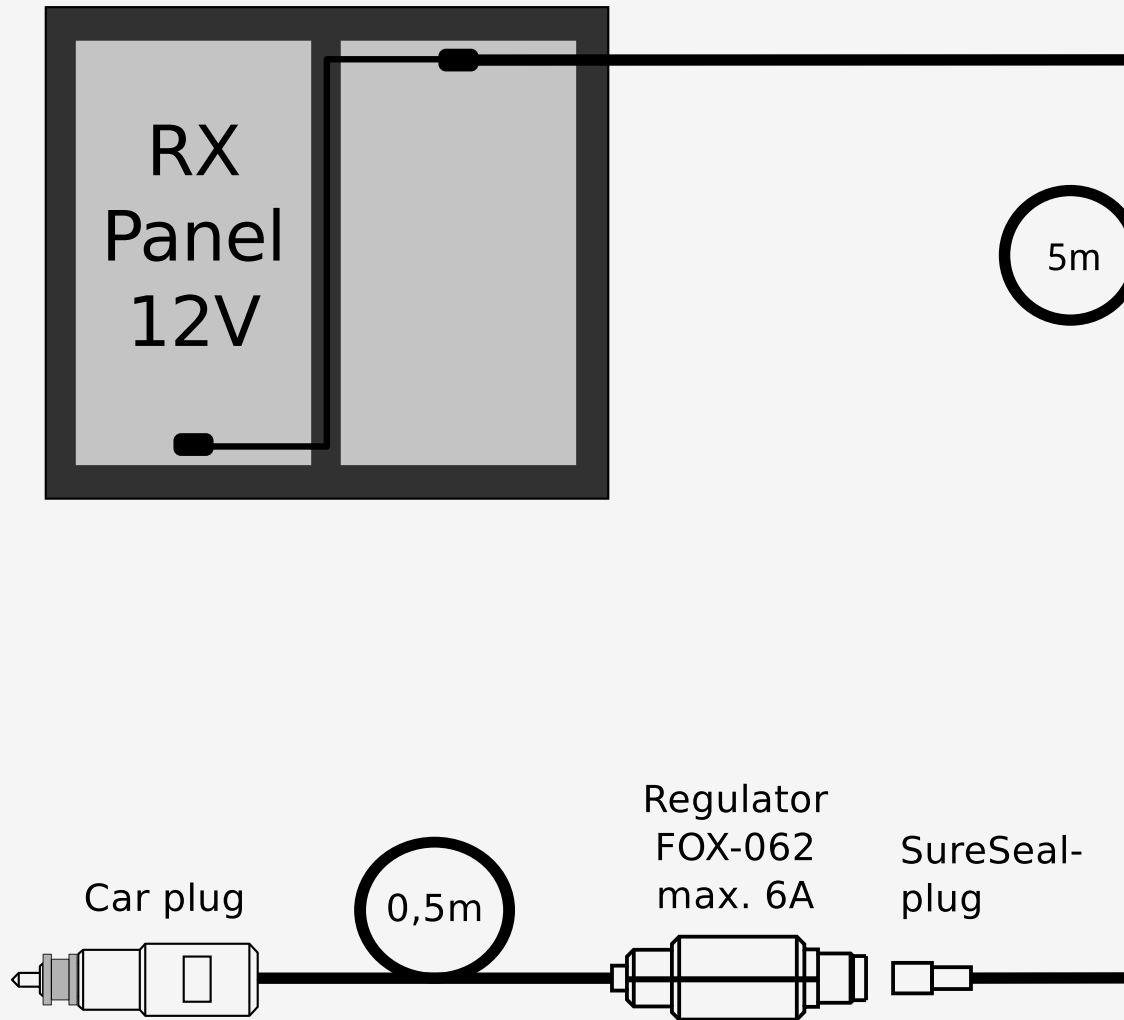 RX
Panel
12V
5m
Regulator
FOX-062
max. 6A
SureSeal-
plug
Car plug
0,5m